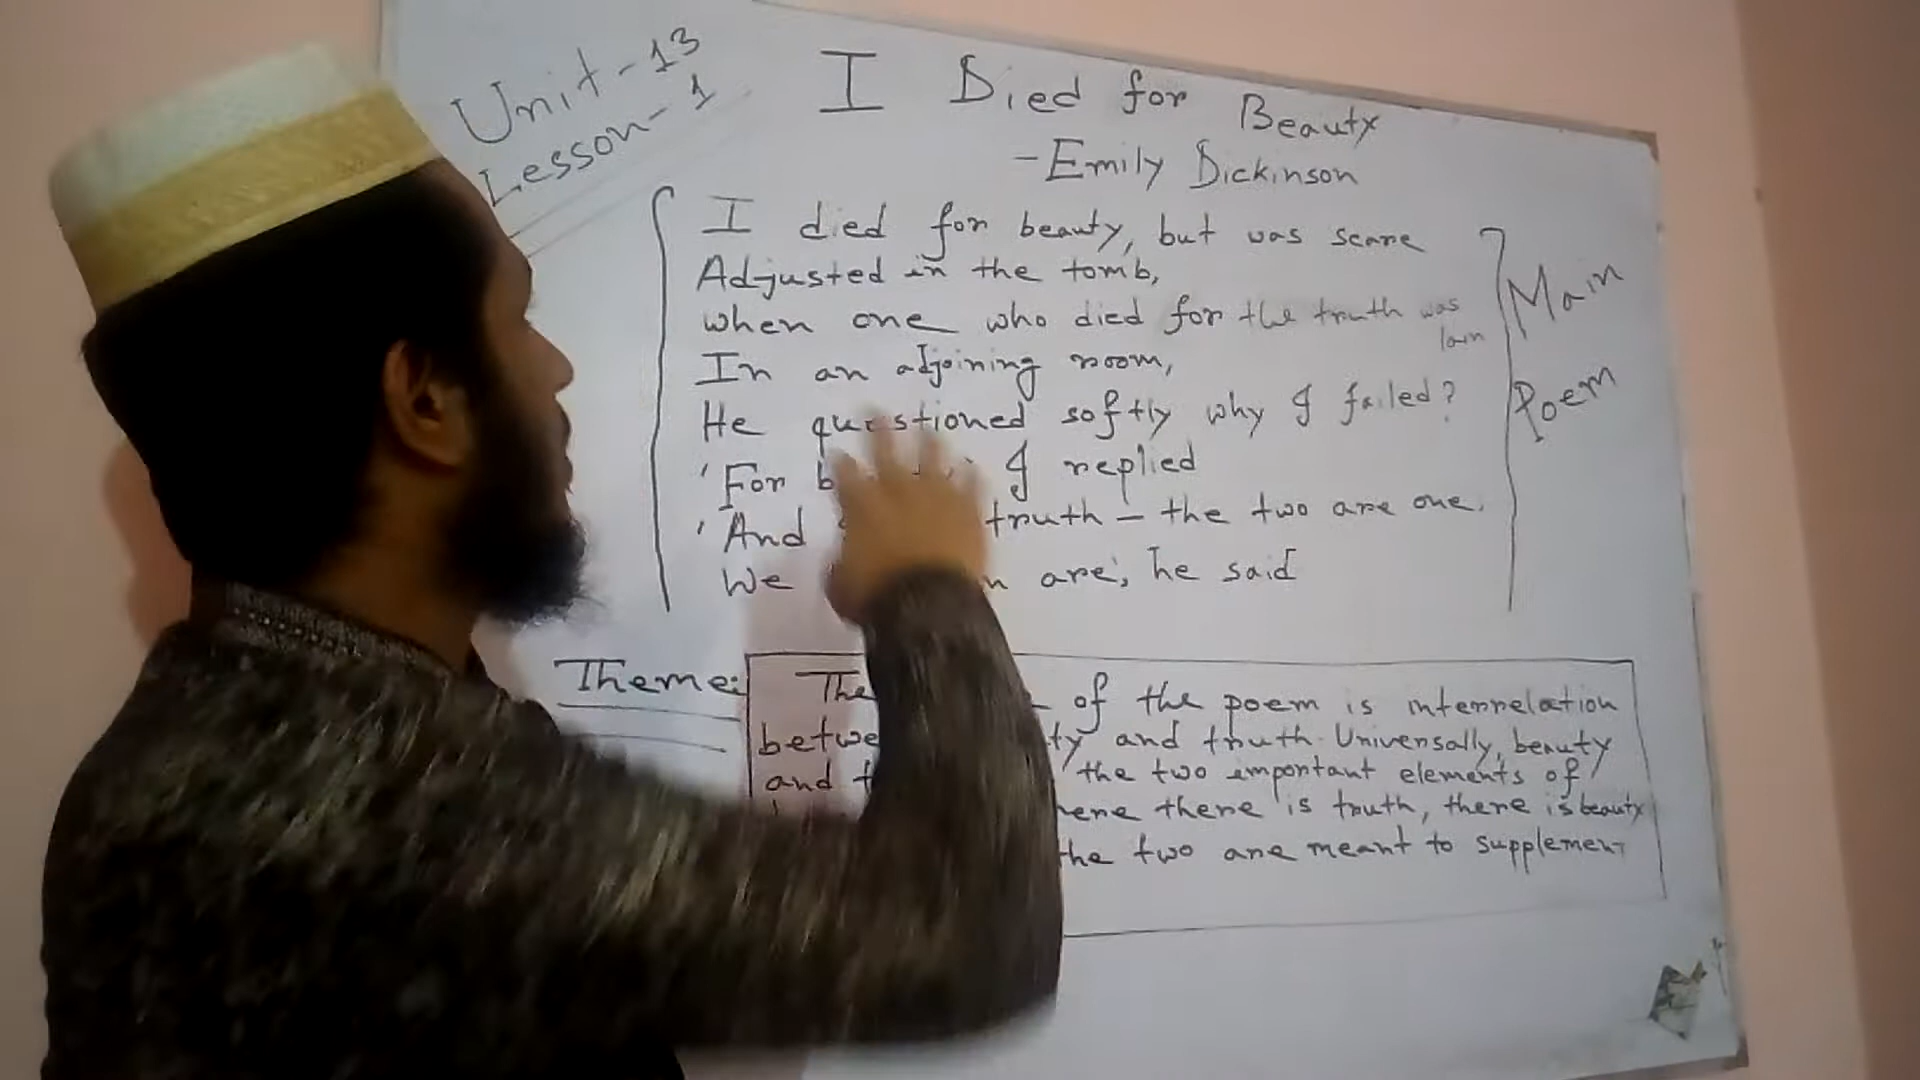 Unit-13
Lesson-1
I Died for Beauty
-Emily Dickinson
I died for beauty, but was scare
Adjusted in the tomb,
when one who died for the truth was
lain
In an adjoining room,
He questioned softly why I failed?
'For I replied
'And truth – the two are one.
We are', he said
Main
Poem
Theme:
The of the poem is interrelation
and truth. Universally, beauty
and the two important elements of
there is truth, there is beauty
the two are meant to supplement